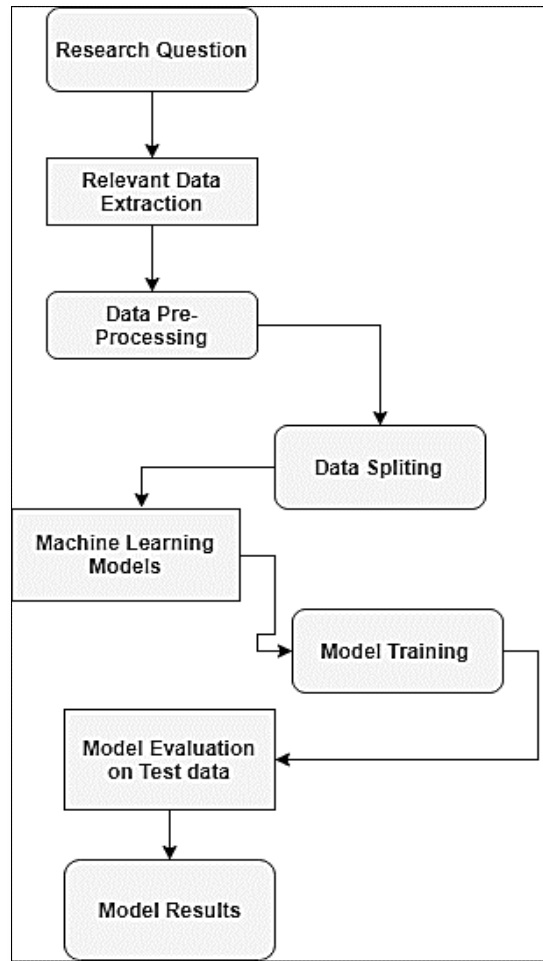 Research Question
Relevant Data
Extraction
Data Pre-
Processing
Data Spliting
Machine Learning
Models
Model Training
Model Evaluation
on Test data
Model Results